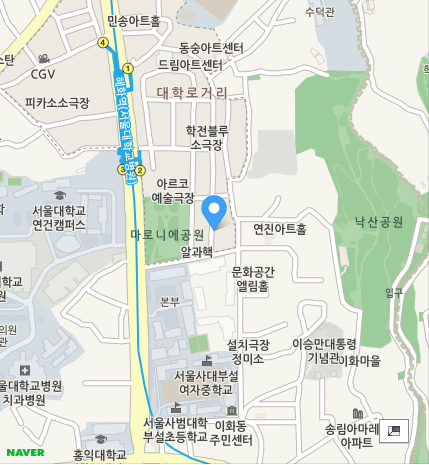 수덕관
민송아트홀
동숭아트센터
드림아트센터
4
1
CGV
피카소소극장
대학로거리
혜화역(서울대학교병원)
학전블루
소극장
3
2
아르코
예술극장
서울대학교
연건캠퍼스
마로니에공원
연진아트홀
낙산공원
알과핵
문화공간
엘림홀
입구
본부
설치극장
정미소
이승만대통령
기념관
이화마을
서울사대부설
여자중학교
치과병원
서울사범대학
부설초등학교
이화동
주민센터
송림아마레
아파트
홍익대학교
NAVER